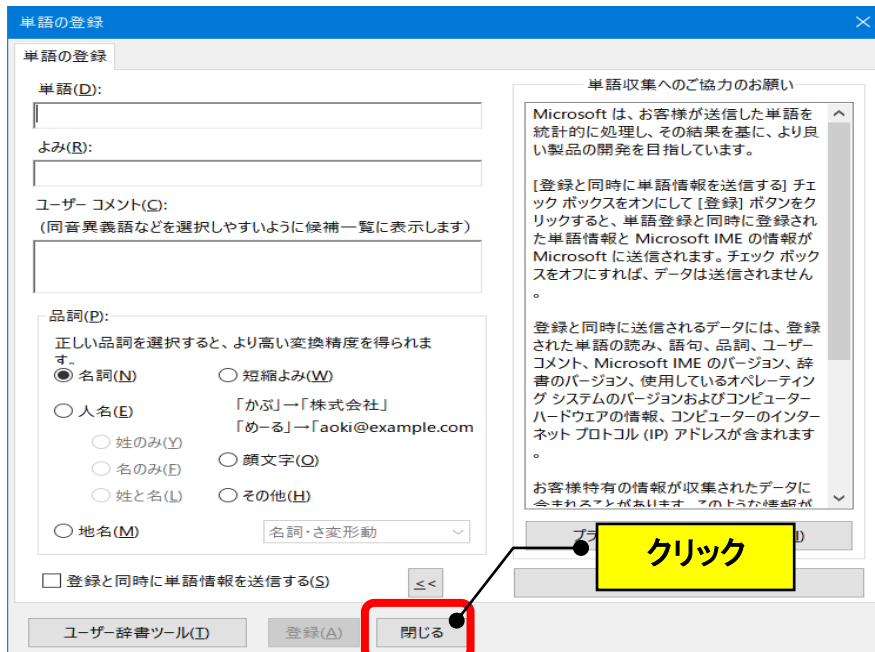 単語の登録
単語の登録
単語(D):
よみ(R):
ユーザー コメント(C):
(同音異義語などを選択しやすいように候補一覧に表示します)
品詞(P):
正しい品詞を選択すると、より高い変換精度を得られま
す。
名詞(N)
短縮よみ(W)
人名(E)
「かぶ」→「株式会社」
「めーる」→「aoki@example.com
姓のみ(Y)
名のみ(F)
顔文字(O)
姓と名(L)
その他(H)
地名(M)
名詞・さ変形動
登録と同時に単語情報を送信する(S)
<<
ユーザー辞書ツール(T)
登録(A)
閉じる
単語収集へのご協力のお願い
Microsoft は、お客様が送信した単語を
統計的に処理し、その結果を基に、より良
い製品の開発を目指しています。
[登録と同時に単語情報を送信する] チェ
ック ボックスをオンにして [登録] ボタンをク
リックすると、単語登録と同時に登録され
た単語情報と Microsoft IME の情報が
Microsoft に送信されます。チェック ボック
スをオフにすれば、データは送信されません
。
登録と同時に送信されるデータには、登録
された単語の読み、語句、品詞、ユーザー
コメント、Microsoft IME のバージョン、辞
書のバージョン、使用しているオペレーティン
グ システムのバージョンおよびコンピューター
ハードウェアの情報、コンピューターのインター
ネット プロトコル (IP) アドレスが含まれます
。
お客様特有の情報が収集されたデータに
含まれることがあります。このような情報が
クリック